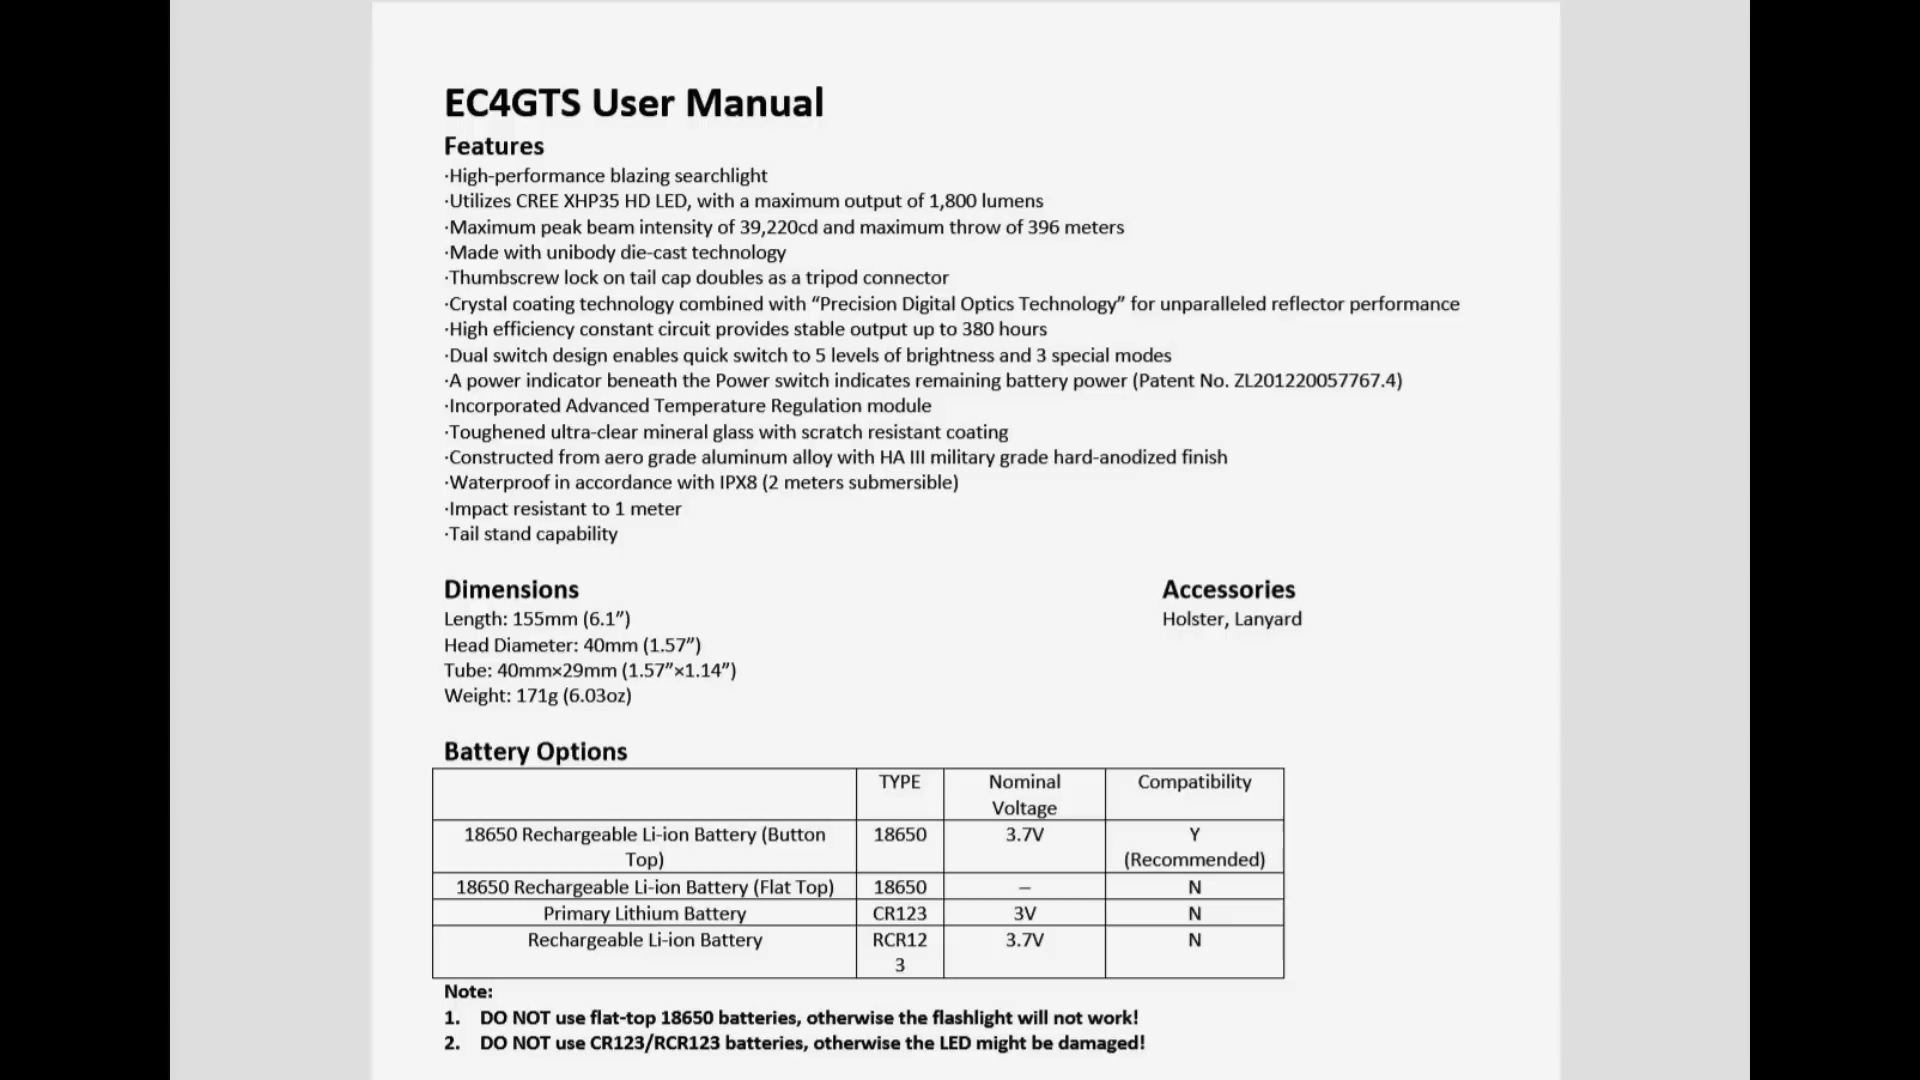 EC4GTS User Manual
Features
·High-performance blazing searchlight
·Utilizes CREE XHP35 HD LED, with a maximum output of 1,800 lumens
·Maximum peak beam intensity of 39,220cd and maximum throw of 396 meters
·Made with unibody die-cast technology
·Thumbscrew lock on tail cap doubles as a tripod connector
·Crystal coating technology combined with “Precision Digital Optics Technology” for unparalleled reflector performance
·High efficiency constant circuit provides stable output up to 380 hours
·Dual switch design enables quick switch to 5 levels of brightness and 3 special modes
·A power indicator beneath the Power switch indicates remaining battery power (Patent No. ZL201220057767.4)
·Incorporated Advanced Temperature Regulation module
·Toughened ultra-clear mineral glass with scratch resistant coating
·Constructed from aero grade aluminum alloy with HA III military grade hard-anodized finish
·Waterproof in accordance with IPX8 (2 meters submersible)
·Impact resistant to 1 meter
·Tail stand capability
Dimensions
Length: 155mm (6.1”)
Head Diameter: 40mm (1.57”)
Tube: 40mm×29mm (1.57”×1.14”)
Weight: 171g (6.03oz)
Accessories
Holster, Lanyard
Battery Options
TYPE Nominal Compatibility
Voltage
18650 Rechargeable Li-ion Battery (Button 18650 3.7V Y
Top) (Recommended)
18650 Rechargeable Li-ion Battery (Flat Top) 18650 – N
Primary Lithium Battery CR123 3V N
Rechargeable Li-ion Battery RCR12 3.7V N
3
Note:
1. DO NOT use flat-top 18650 batteries, otherwise the flashlight will not work!
2. DO NOT use CR123/RCR123 batteries, otherwise the LED might be damaged!